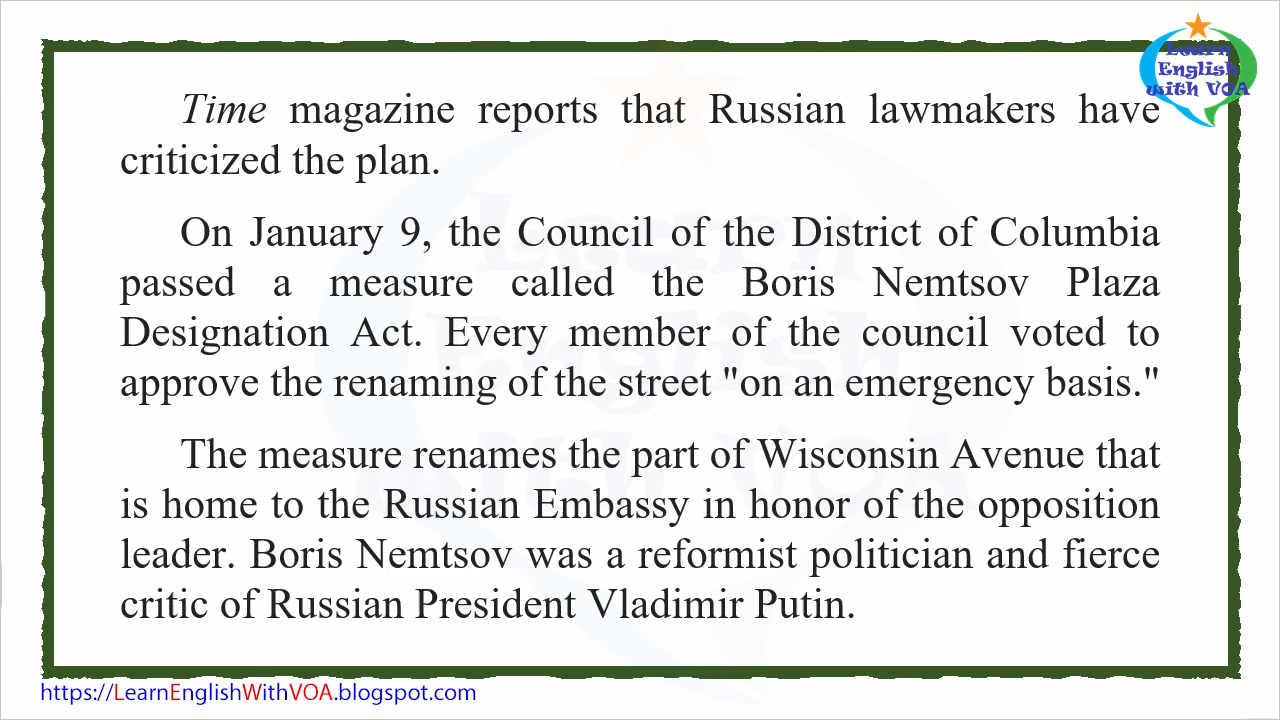 Learn
English
with VOA
Time magazine reports that Russian lawmakers have
criticized the plan.
On January 9, the Council of the District of Columbia
passed a measure called the Boris Nemtsov Plaza
Designation Act. Every member of the council voted to
approve the renaming of the street "on an emergency basis."
The measure renames the part of Wisconsin Avenue that
is home to the Russian Embassy in honor of the opposition
leader. Boris Nemtsov was a reformist politician and fierce
critic of Russian President Vladimir Putin.
https://LearnEnglishWithVOA.blogspot.com